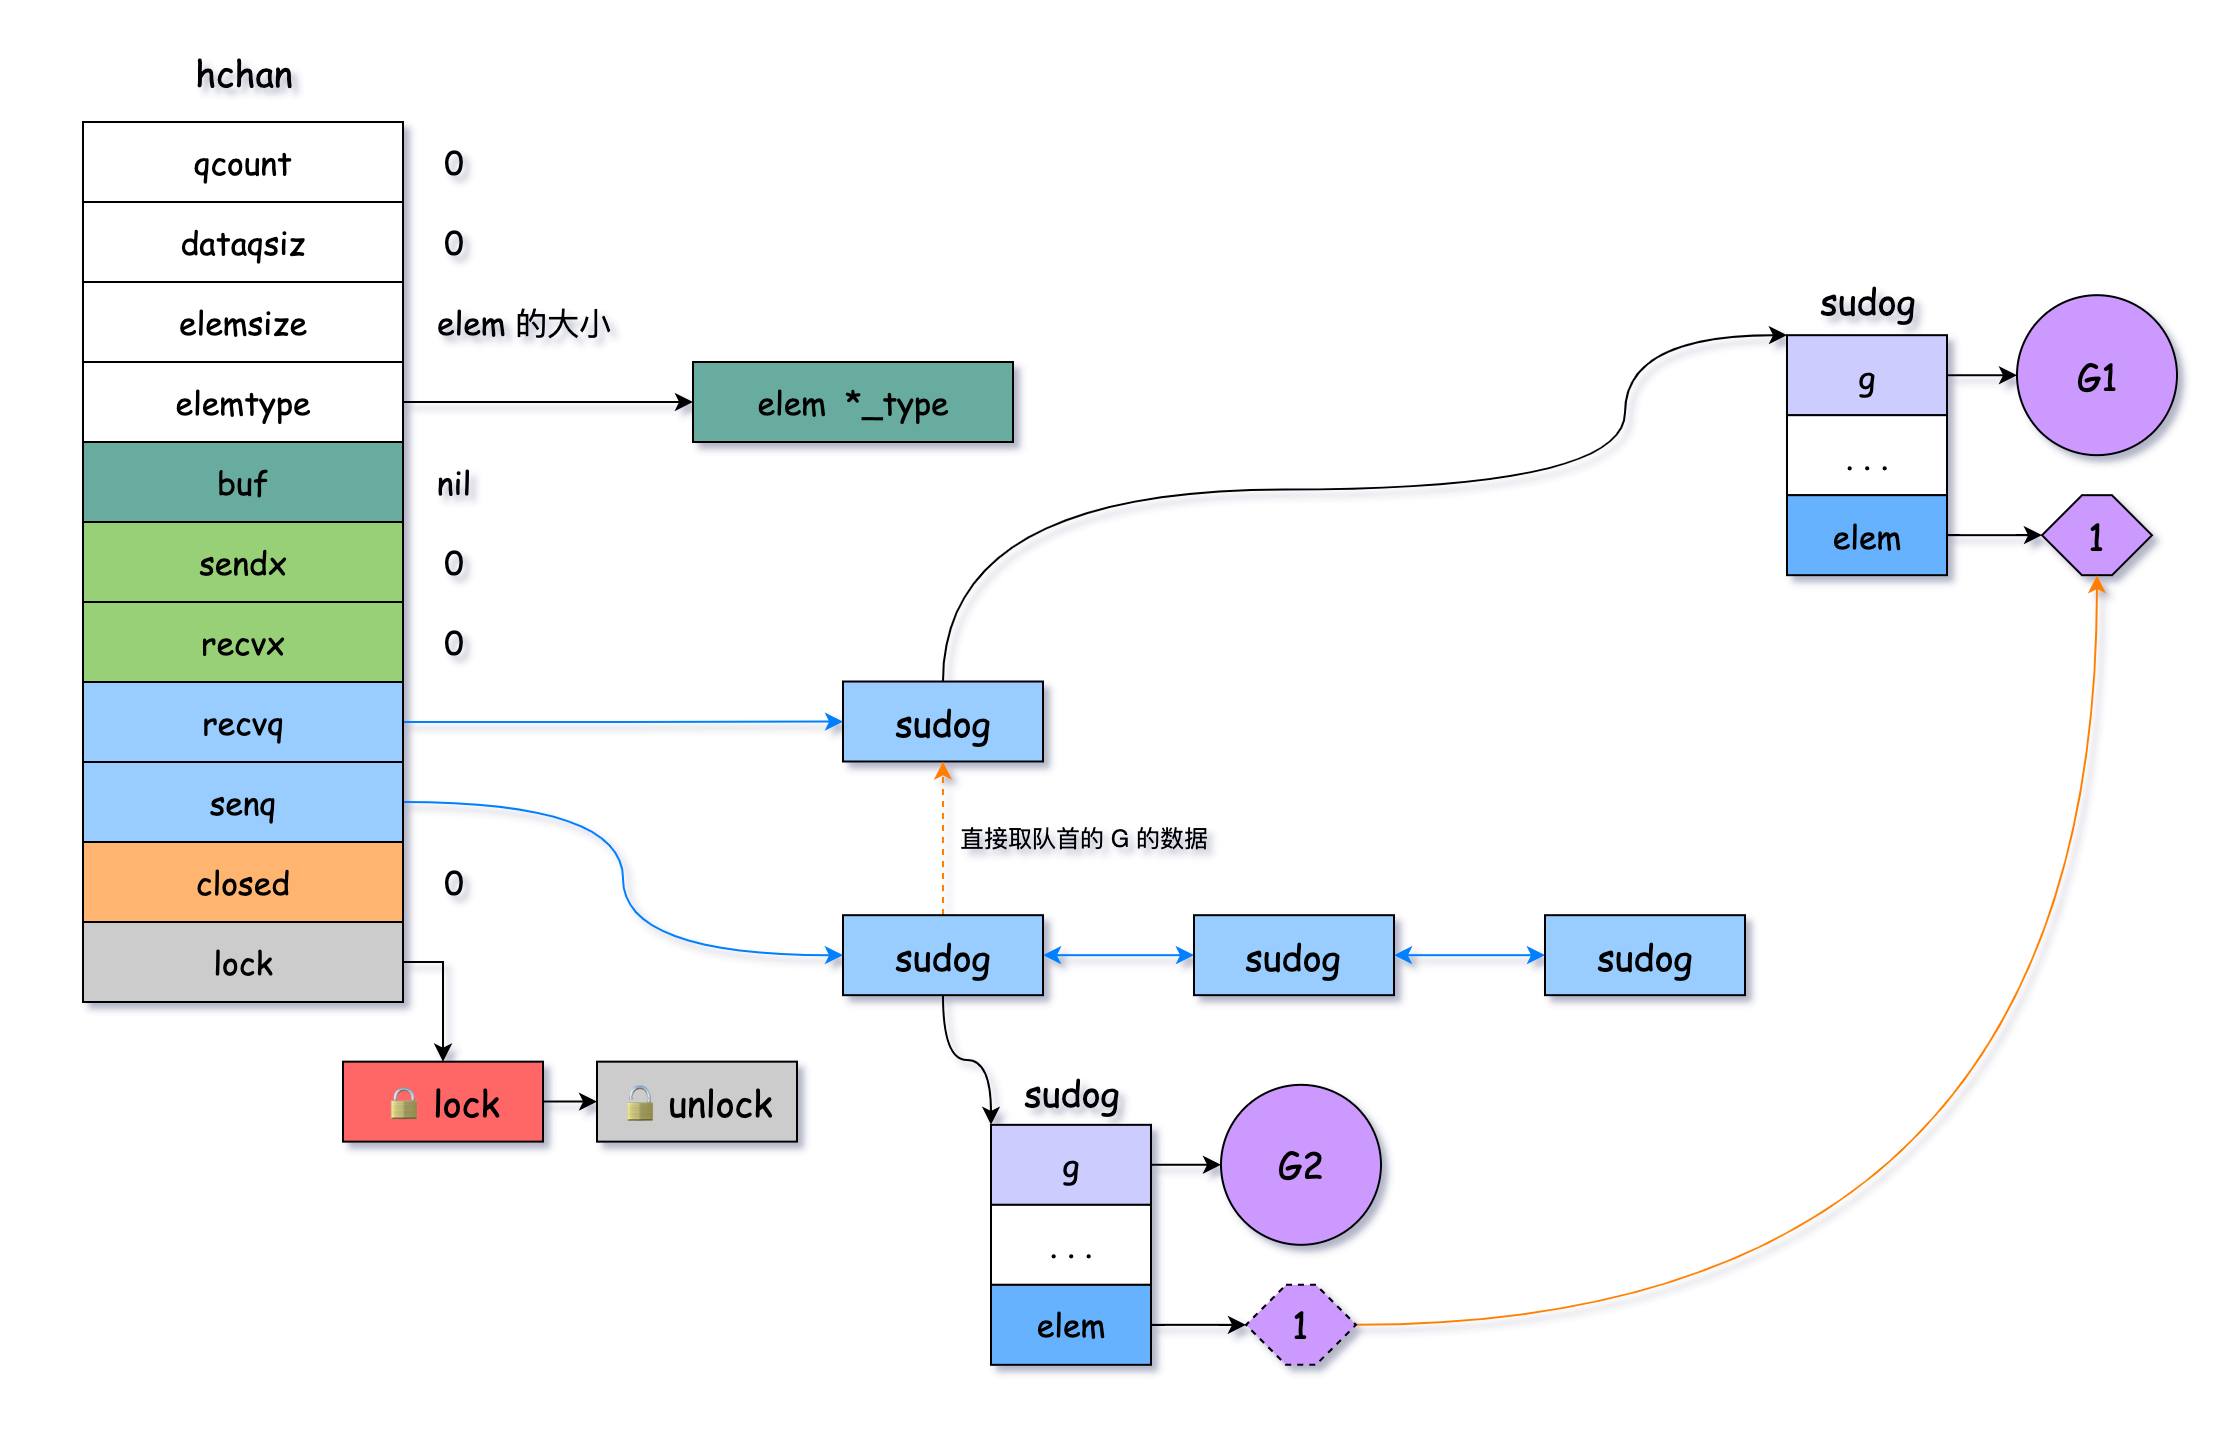 hchan
qcount
0
dataqsiz
0
elemsize
elem 的大小
elemtype
elem *_type
buf
nil
sendx
0
recvx
0
recvq
sudog
senq
closed
0
lock
直接取队首的 G 的数据
sudog
sudog
sudog
🔒 lock
🔓 unlock
sudog
g
G1
...
elem
1
sudog
g
G2
...
elem
1